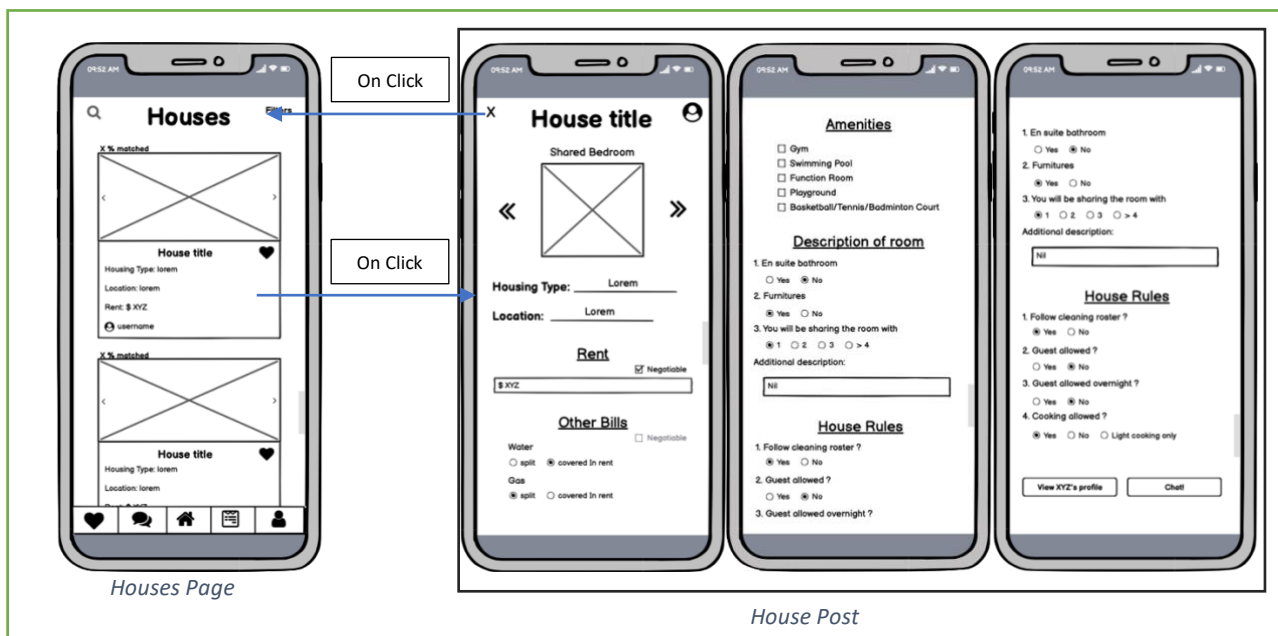 On Click
On Click
09:52 AM
Houses
Filters
X % matched
House title
Housing Type: lorem
Location: lorem
Rent: $ XYZ
username
X % matched
House title
Housing Type: lorem
Location: lorem
Rent: $ XYZ
Houses Page
09:52 AM
X
House title
Shared Bedroom
Housing Type: Lorem
Location: Lorem
Rent
Negotiable
$ XYZ
Other Bills
Negotiable
Water
split covered In rent
Gas
split covered In rent
09:52 AM
Amenities
Gym
Swimming Pool
Function Room
Playground
Basketball/Tennis/Badminton Court
Description of room
1. En suite bathroom
Yes No
2. Furnitures
Yes No
3. You will be sharing the room with
1 2 3 > 4
Additional description:
Nil
House Rules
1. Follow cleaning roster ?
Yes No
2. Guest allowed ?
Yes No
3. Guest allowed overnight ?
09:52 AM
1. En suite bathroom
Yes No
2. Furnitures
Yes No
3. You will be sharing the room with
1 2 3 > 4
Additional description:
Nil
House Rules
1. Follow cleaning roster ?
Yes No
2. Guest allowed ?
Yes No
3. Guest allowed overnight ?
Yes No
4. Cooking allowed ?
Yes No Light cooking only
View XYZ's profile Chat!
House Post